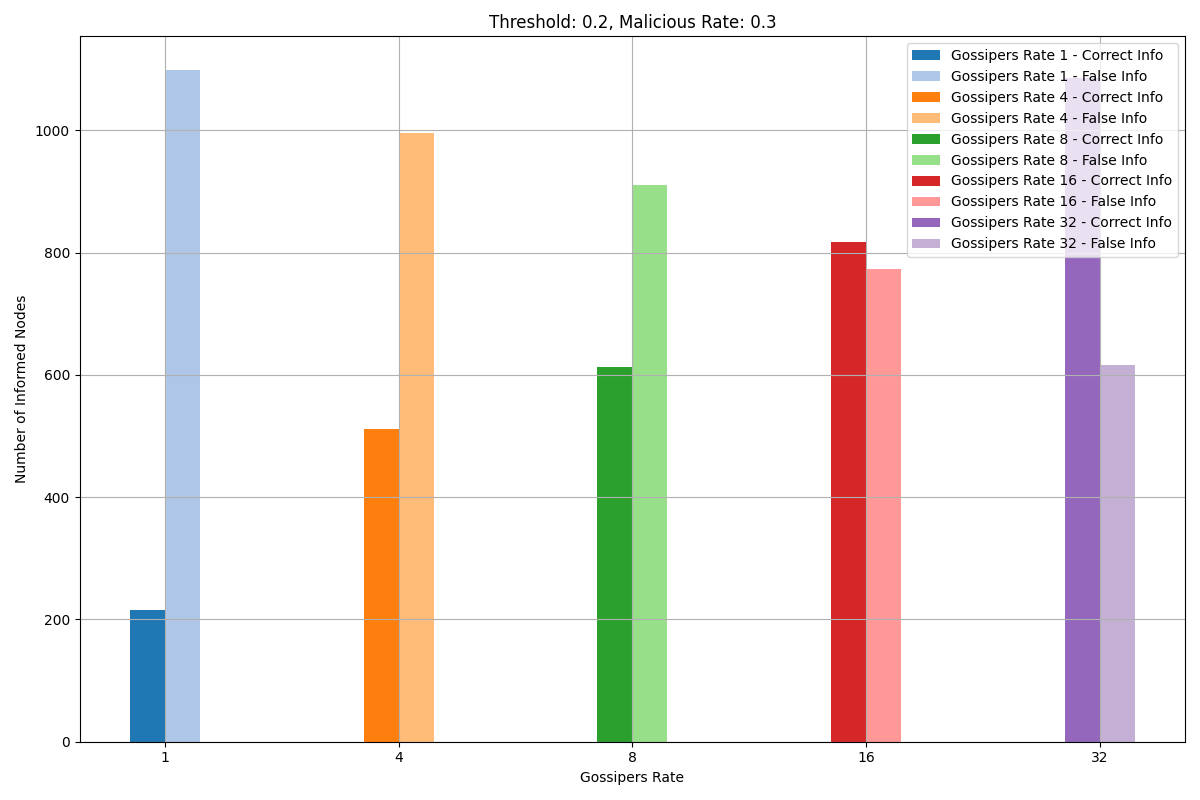 Threshold: 0.2, Malicious Rate: 0.3
Gossipers Rate 1 - Correct Info
Gossipers Rate 1 - False Info
Gossipers Rate 4 - Correct Info
Gossipers Rate 4 - False Info
Gossipers Rate 8 - Correct Info
Gossipers Rate 8 - False Info
Gossipers Rate 16 - Correct Info
Gossipers Rate 16 - False Info
Gossipers Rate 32 - Correct Info
Gossipers Rate 32 - False Info
Number of Informed Nodes
1000
800
600
400
200
0
1 4 8 16 32
Gossipers Rate